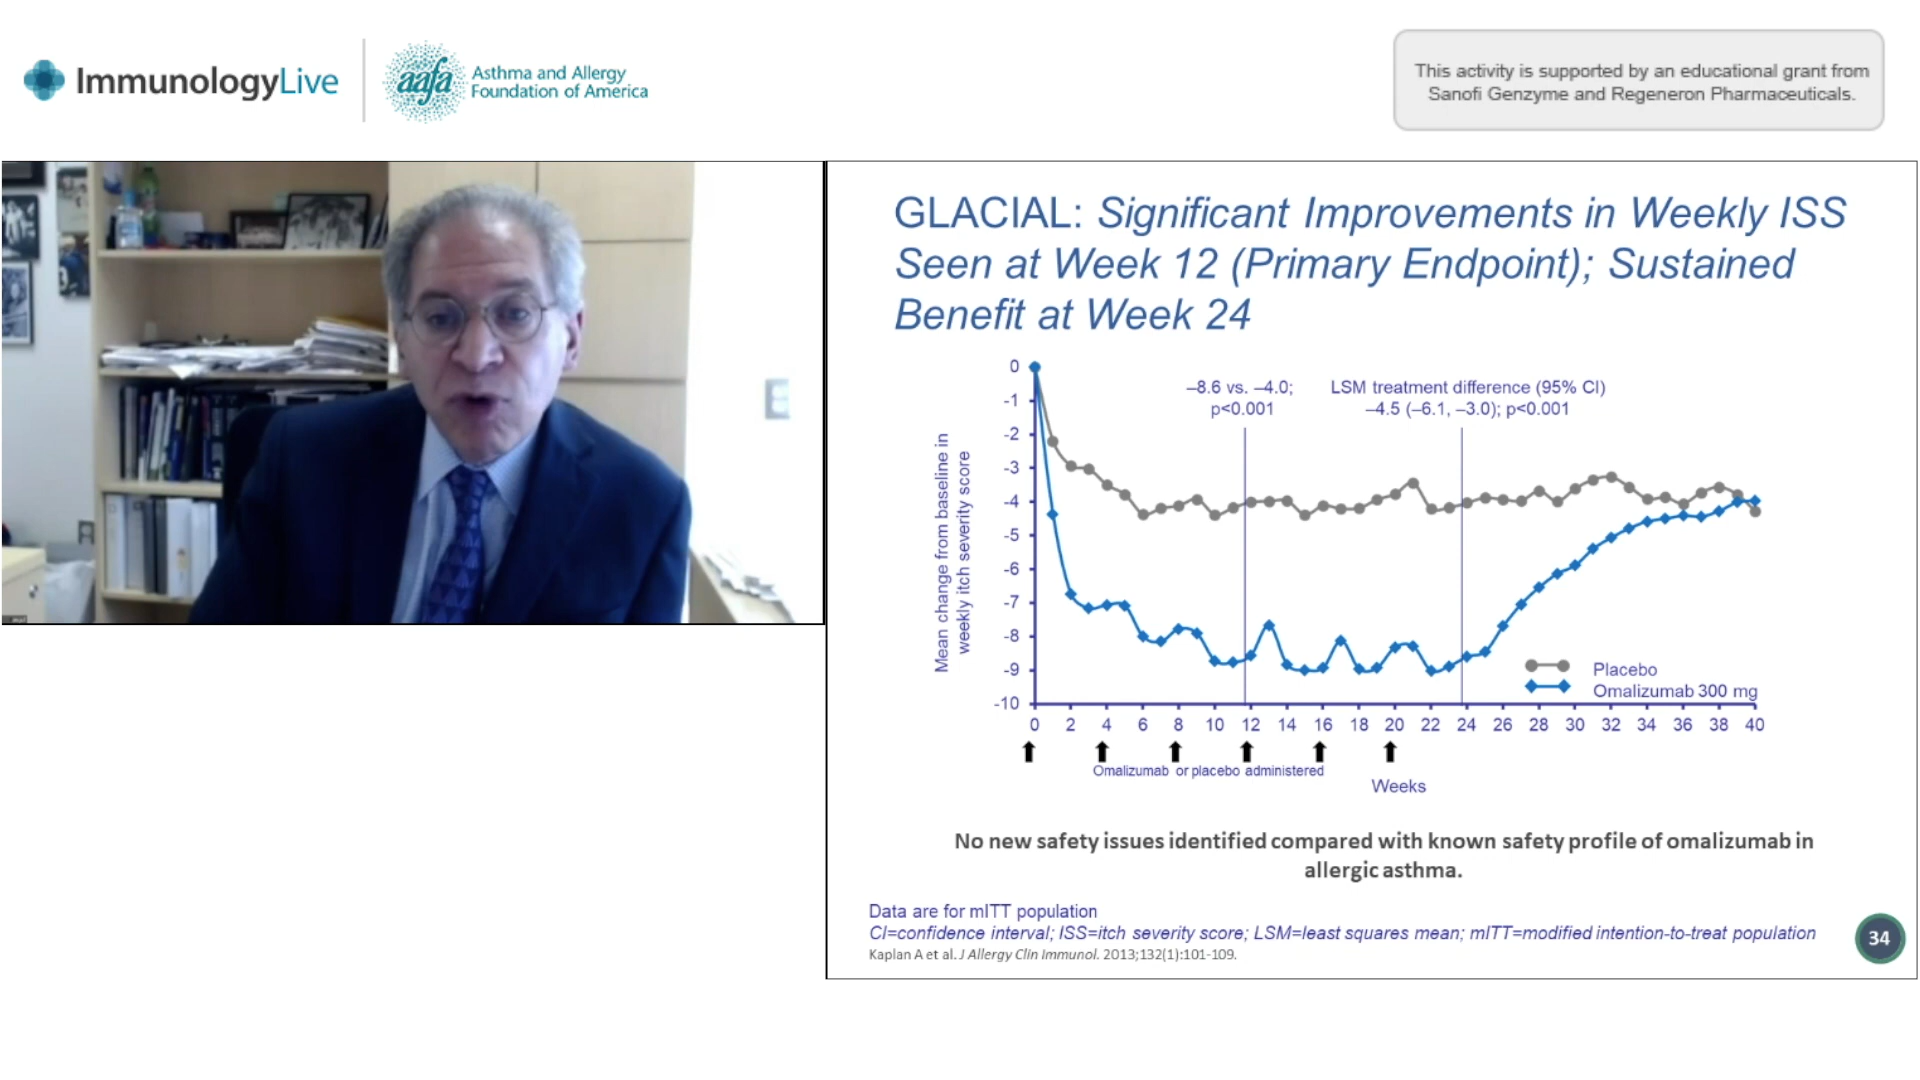 ImmunologyLive
aafa
Asthma and Allergy
Foundation of America
This activity is supported by an educational grant from
Sanofi Genzyme and Regeneron Pharmaceuticals.
GLACIAL: Significant Improvements in Weekly ISS
Seen at Week 12 (Primary Endpoint); Sustained
Benefit at Week 24
–8.6 vs. –4.0;
p<0.001
LSM treatment difference (95% CI)
–4.5 (–6.1, –3.0); p<0.001
Mean change from baseline in
weekly itch severity score
0
-1
-2
-3
-4
-5
-6
-7
-8
-9
-10
Placebo
Omalizumab 300 mg
0 2 4 6 8 10 12 14 16 18 20 22 24 26 28 30 32 34 36 38 40
Omalizumab or placebo administered
Weeks
No new safety issues identified compared with known safety profile of omalizumab in
allergic asthma.
Data are for mITT population
CI=confidence interval; ISS=itch severity score; LSM=least squares mean; mITT=modified intention-to-treat population
Kaplan A et al. J Allergy Clin Immunol. 2013;132(1):101-109.
34